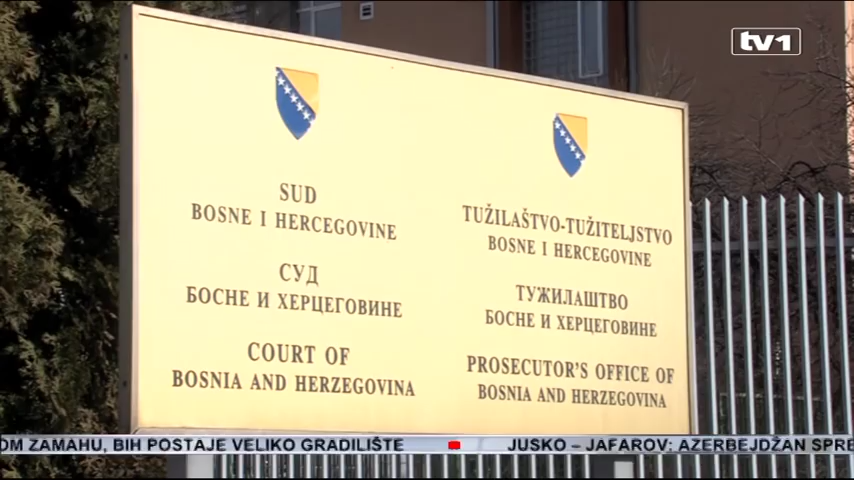 tv1
SUD
BOSNE I HERCEGOVINE
СУД
БОСНЕ И ХЕРЦЕГОВИНЕ
COURT OF
BOSNIA AND HERZEGOVINA
TUŽILAŠTVO-TUŽITELJSTVO
BOSNE I HERCEGOVINE
ТУЖИЛАШТВО
БОСНЕ И ХЕРЦЕГОВИНЕ
PROSECUTOR'S OFFICE OF
BOSNIA AND HERZEGOVINA
ZAMAHU, BIH POSTAJE VELIKO GRADILIŠTE JUSKO – JAFAROV: AZERBEJDŽAN